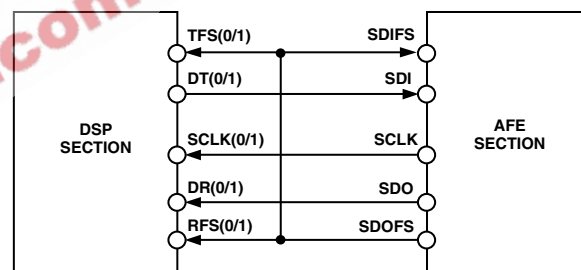 com
TFS(0/1) SDIFS
DT(0/1) SDI
DSP SECTION
SCLK(0/1) SCLK
AFE SECTION
DR(0/1) SDO
RFS(0/1) SDOFS